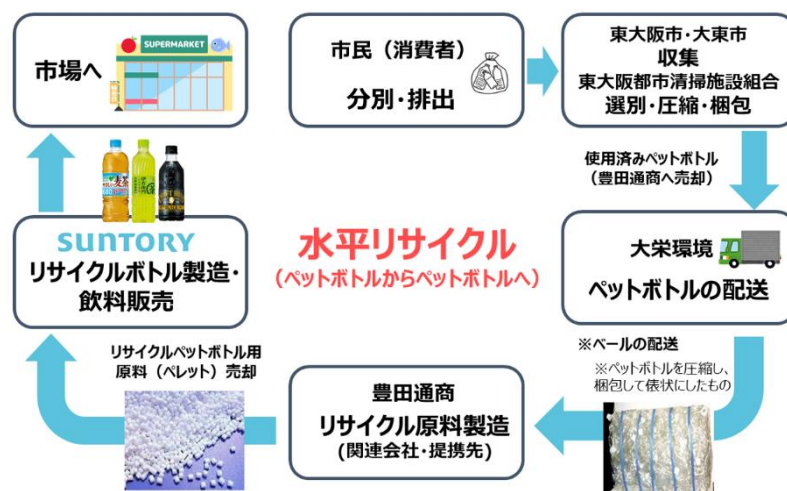 SUPERMARKET
市場へ
市民（消費者）
分別・排出
東大阪市・大東市
収集
東大阪都市清掃施設組合
選別・圧縮・梱包
使用済みペットボトル
（豊田通商へ売却）
大栄環境
ペットボトルの配送
※ベールの配送
※ペットボトルを圧縮し、
梱包して俵状にしたもの
豊田通商
リサイクル原料製造
(関連会社・提携先)
リサイクルペットボトル用
原料（ペレット）売却
麦茶
SUNTORY
リサイクルボトル製造・
飲料販売
水平リサイクル
（ペットボトルからペットボトルへ）